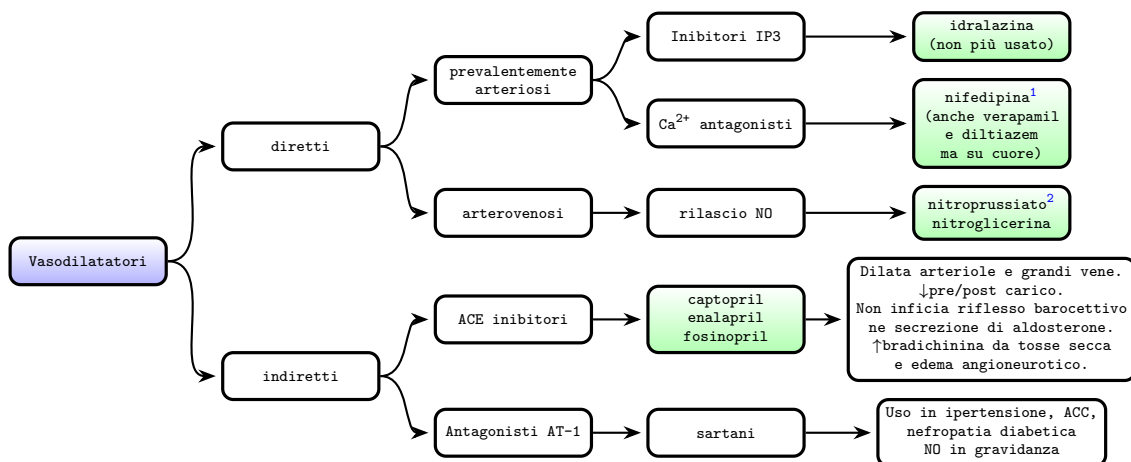 Vasodilatatori
diretti
prevalentemente
arteriosi
Inibitori IP3
idralazina
(non più usato)
Ca²⁺ antagonisti
nifedipina¹
(anche verapamil
e diltiazem
ma su cuore)
arterovenosi
rilascio NO
nitroprussiato²
nitroglicerina
indiretti
ACE inibitori
captopril
enalapril
fosinopril
Dilata arteriole e grandi vene.
↓pre/post carico.
Non inficia riflesso barocettivo
ne secrezione di aldosterone.
↑bradichinina da tosse secca
e edema angioneurotico.
Antagonisti AT-1
sartani
Uso in ipertensione, ACC,
nefropatia diabetica
NO in gravidanza